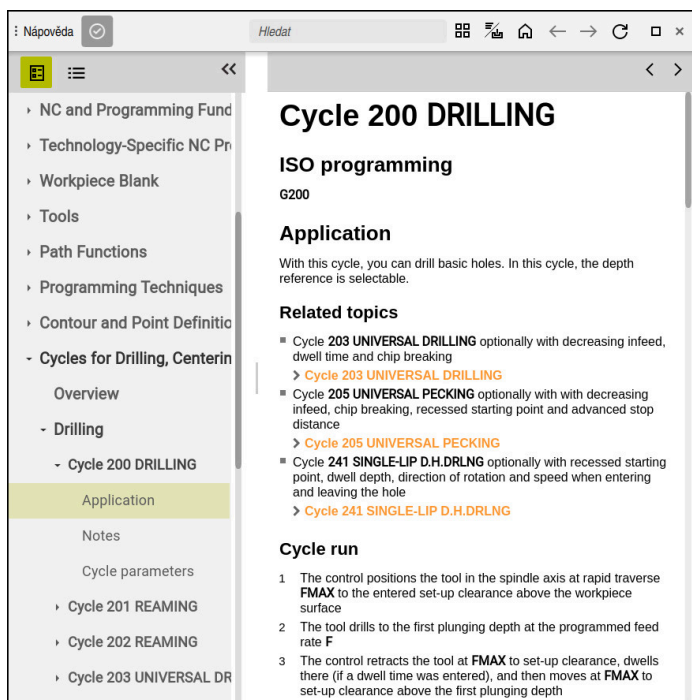 Nápověda
Hledat
NC and Programming Fund
Technology-Specific NC Pr
Workpiece Blank
Tools
Path Functions
Programming Techniques
Contour and Point Definitio
Cycles for Drilling, Centerin
Overview
Drilling
Cycle 200 DRILLING
Application
Notes
Cycle parameters
Cycle 201 REAMING
Cycle 202 REAMING
Cycle 203 UNIVERSAL DR
Cycle 200 DRILLING
ISO programming
G200
Application
With this cycle, you can drill basic holes. In this cycle, the depth
reference is selectable.
Related topics
Cycle 203 UNIVERSAL DRILLING optionally with decreasing infeed,
dwell time and chip breaking
Cycle 203 UNIVERSAL DRILLING
Cycle 205 UNIVERSAL PECKING optionally with with decreasing
infeed, chip breaking, recessed starting point and advanced stop
distance
Cycle 205 UNIVERSAL PECKING
Cycle 241 SINGLE-LIP D.H.DRLNG optionally with recessed starting
point, dwell depth, direction of rotation and speed when entering
and leaving the hole
Cycle 241 SINGLE-LIP D.H.DRLNG
Cycle run
1 The control positions the tool in the spindle axis at rapid traverse
FMAX to the entered set-up clearance above the workpiece
surface
2 The tool drills to the first plunging depth at the programmed feed
rate F
3 The control retracts the tool at FMAX to set-up clearance, dwells
there (if a dwell time was entered), and then moves at FMAX to
set-up clearance above the first plunging depth